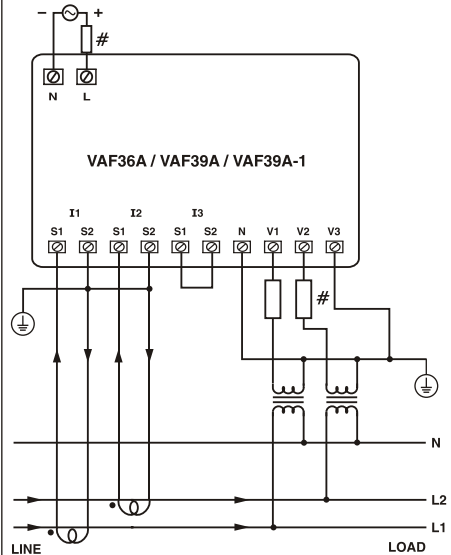 – +
#
N L
VAF36A / VAF39A / VAF39A-1
I1 I2 I3
S1 S2 S1 S2 S1 S2 N V1 V2 V3
#
N
L2
L1
LINE LOAD